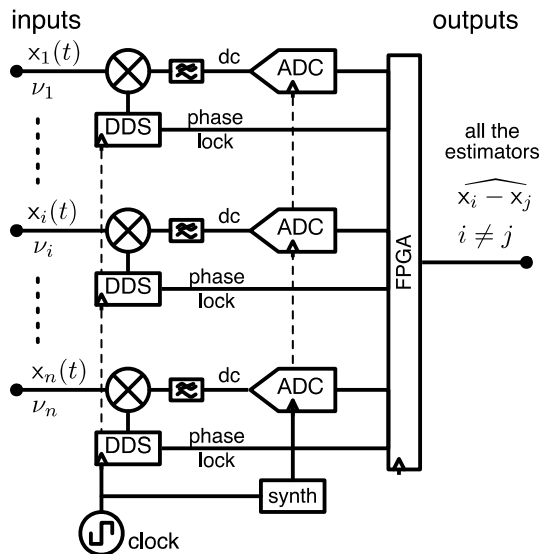 inputs
outputs
x₁(t)
ν₁
dc
ADC
DDS
phase
lock
xᵢ(t)
νᵢ
dc
ADC
DDS
phase
lock
xₙ(t)
νₙ
dc
ADC
DDS
phase
lock
synth
clock
FPGA
all the
estimators
xᵢ − xⱼ
i ≠ j